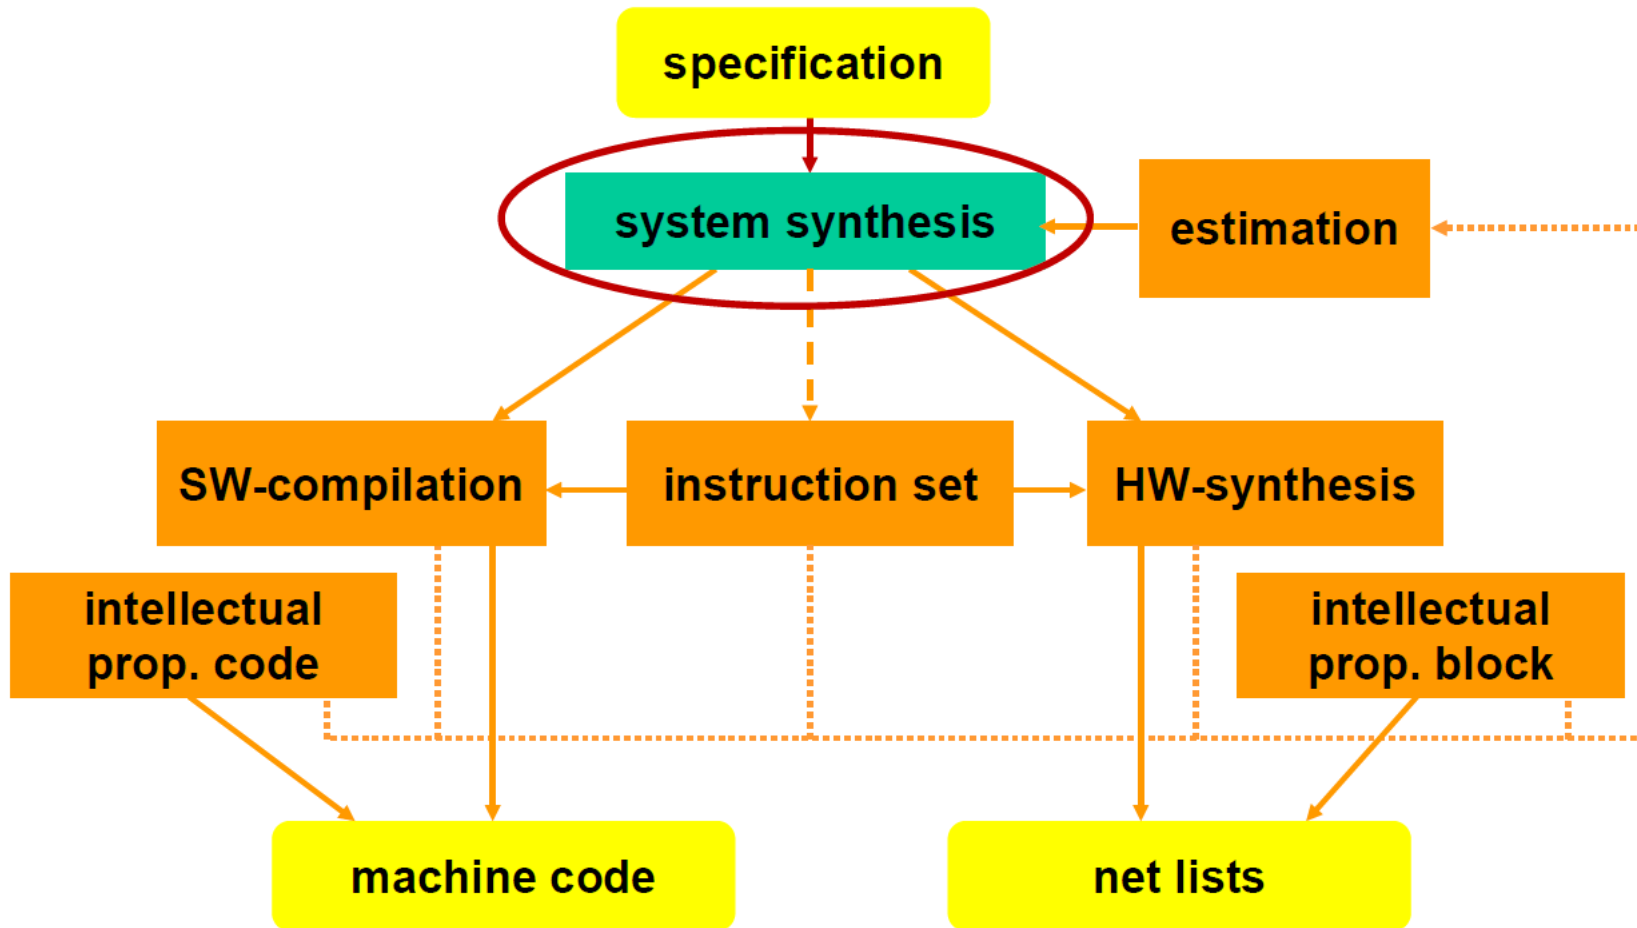 specification
system synthesis
estimation
SW-compilation
instruction set
HW-synthesis
intellectual
prop. code
intellectual
prop. block
machine code
net lists